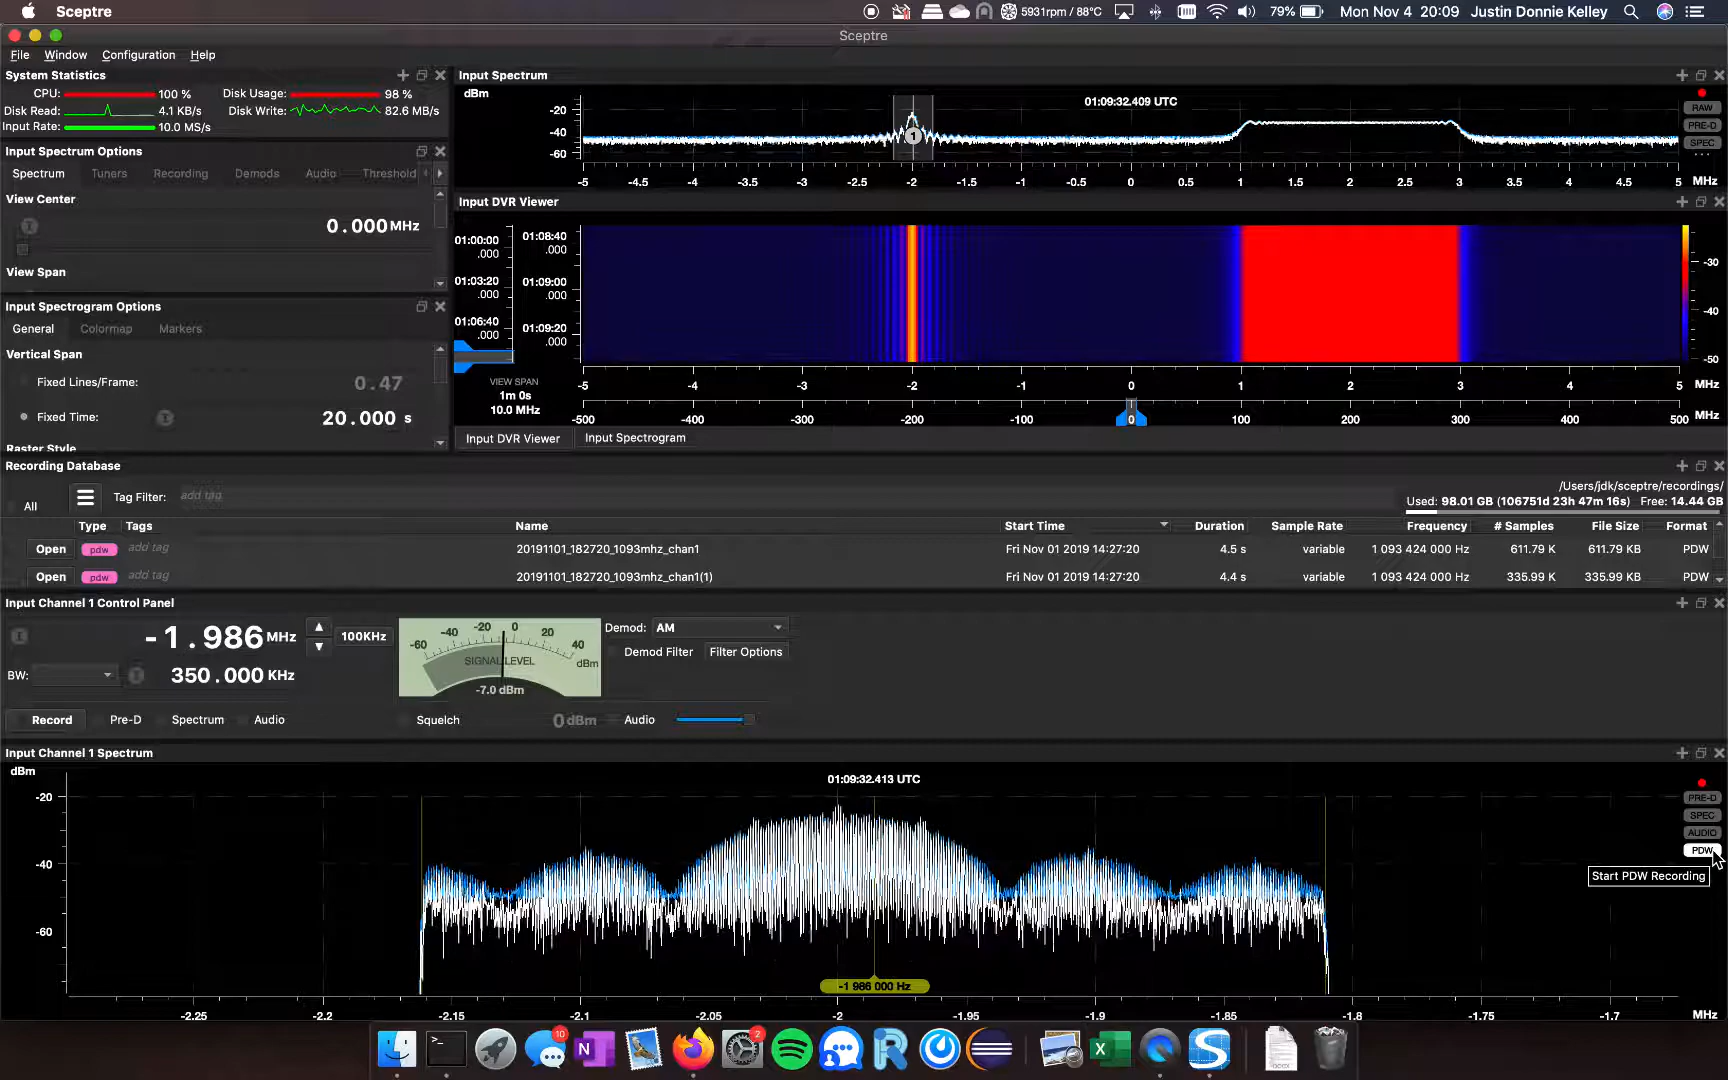 Sceptre
5931rpm / 88°C
79%
Mon Nov 4 20:09
Justin Donnie Kelley
Sceptre
File
Window
Configuration
Help
System Statistics
CPU: 100 %
Disk Usage: 98 %
Disk Read: 4.1 KB/s
Disk Write: 82.6 MB/s
Input Rate: 10.0 MS/s
Input Spectrum Options
Spectrum
Tuners
Recording
Demods
Audio
Threshold
View Center
0.000 MHz
View Span
Input Spectrogram Options
General
Colormap
Markers
Vertical Span
Fixed Lines/Frame: 0.47
Fixed Time: 20.000 s
Raster Style
Input Spectrum
dBm
01:09:32.409 UTC
-20
-40
-60
1
RAW
PRE-D
SPEC
-5 -4.5 -4 -3.5 -3 -2.5 -2 -1.5 -1 -0.5 0 0.5 1 1.5 2 2.5 3 3.5 4 4.5 5 MHz
Input DVR Viewer
01:00:00 .000
01:03:20 .000
01:06:40 .000
01:08:40 .000
01:09:00 .000
01:09:20 .000
-30
-40
-50
VIEW SPAN
1m 0s
10.0 MHz
-5 -4 -3 -2 -1 0 1 2 3 4 5 MHz
-500 -400 -300 -200 -100 0 100 200 300 400 500 MHz
Input DVR Viewer
Input Spectrogram
Recording Database
/Users/jdk/sceptre/recordings/
All
Tag Filter: add tag
Used: 98.01 GB (106751d 23h 47m 16s) Free: 14.44 GB
Type Tags Name Start Time Duration Sample Rate Frequency # Samples File Size Format
Open pdw add tag 20191101_182720_1093mhz_chan1 Fri Nov 01 2019 14:27:20 4.5 s variable 1 093 424 000 Hz 611.79 K 611.79 KB PDW
Open pdw add tag 20191101_182720_1093mhz_chan1(1) Fri Nov 01 2019 14:27:20 4.4 s variable 1 093 424 000 Hz 335.99 K 335.99 KB PDW
Input Channel 1 Control Panel
-1.986 MHz
100KHz
BW: 350.000 KHz
-60 -40 -20 0 20 40
dBm
SIGNAL LEVEL
-7.0 dBm
Demod: AM
Demod Filter
Filter Options
Record
Pre-D
Spectrum
Audio
Squelch
0 dBm
Audio
Input Channel 1 Spectrum
dBm
01:09:32.413 UTC
-20
-40
-60
PRE-D
SPEC
AUDIO
PDW
Start PDW Recording
-1 986 000 Hz
-2.25 -2.2 -2.15 -2.1 -2.05 -2 -1.95 -1.9 -1.85 -1.8 -1.75 -1.7 MHz
>_
10
N
2
R
X
S
DOCX